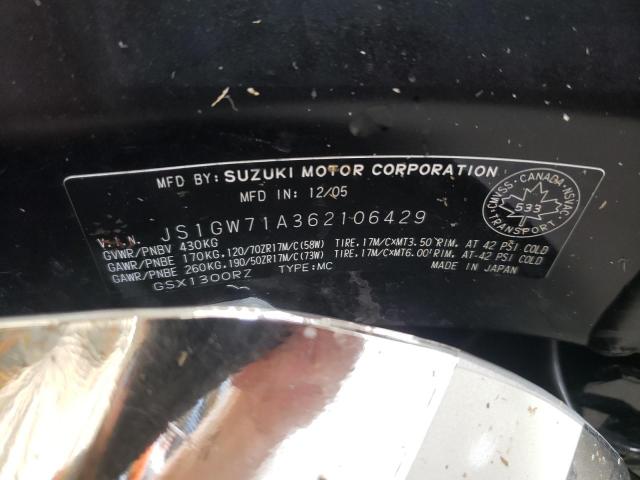 MFD BY: SUZUKI MOTOR CORPORATION
MFD IN: 12/05
V.I.N. JS1GW71A362106429
GVWR/PNBV 430KG
GAWR/PNBE 170KG.120/70ZR17M/C(58W) TIRE.17M/C×MT3.50 RIM. AT 42 PSI COLD
GAWR/PNBE 260KG.190/50ZR17M/C(73W) TIRE.17M/C×MT6.00 RIM. AT 42 PSI COLD
GSX1300RZ TYPE:MC MADE IN JAPAN
CMVSS·CANADA·NSVAC
533
TRANSPORT